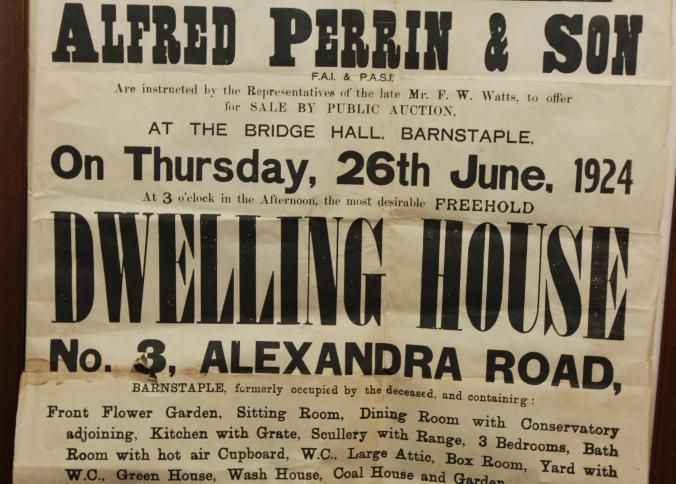 ALFRED PERRIN & SON
F.A.I. & P.A.S.I.
Are instructed by the Representatives of the late Mr. F. W. Watts, to offer
for SALE BY PUBLIC AUCTION,
AT THE BRIDGE HALL. BARNSTAPLE.
On Thursday, 26th June, 1924
At 3 o'clock in the Afternoon, the most desirable FREEHOLD
DWELLING HOUSE
No. 3, ALEXANDRA ROAD,
BARNSTAPLE, formerly occupied by the deceased, and containing:
Front Flower Garden, Sitting Room, Dining Room with Conservatory
adjoining, Kitchen with Grate, Scullery with Range, 3 Bedrooms, Bath
Room with hot air Cupboard, W.C., Large Attic, Box Room, Yard with
W.C., Green House, Wash House, Coal House and Garden